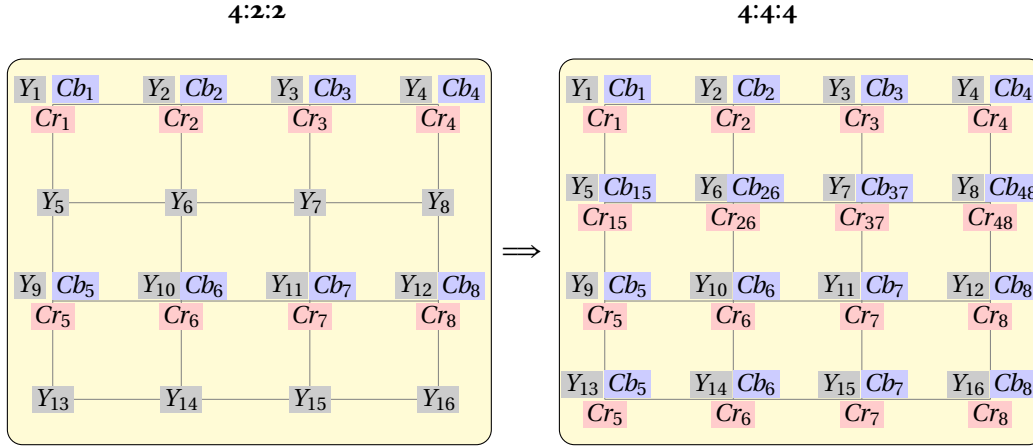 4:2:2 4:4:4
Y1 Cb1 Y2 Cb2 Y3 Cb3 Y4 Cb4 Y1 Cb1 Y2 Cb2 Y3 Cb3 Y4 Cb4
Cr1 Cr2 Cr3 Cr4 Cr1 Cr2 Cr3 Cr4
Y5 Y6 Y7 Y8 Y5 Cb15 Y6 Cb26 Y7 Cb37 Y8 Cb48
Cr15 Cr26 Cr37 Cr48
⟹
Y9 Cb5 Y10 Cb6 Y11 Cb7 Y12 Cb8 Y9 Cb5 Y10 Cb6 Y11 Cb7 Y12 Cb8
Cr5 Cr6 Cr7 Cr8 Cr5 Cr6 Cr7 Cr8
Y13 Y14 Y15 Y16 Y13 Cb5 Y14 Cb6 Y15 Cb7 Y16 Cb8
Cr5 Cr6 Cr7 Cr8